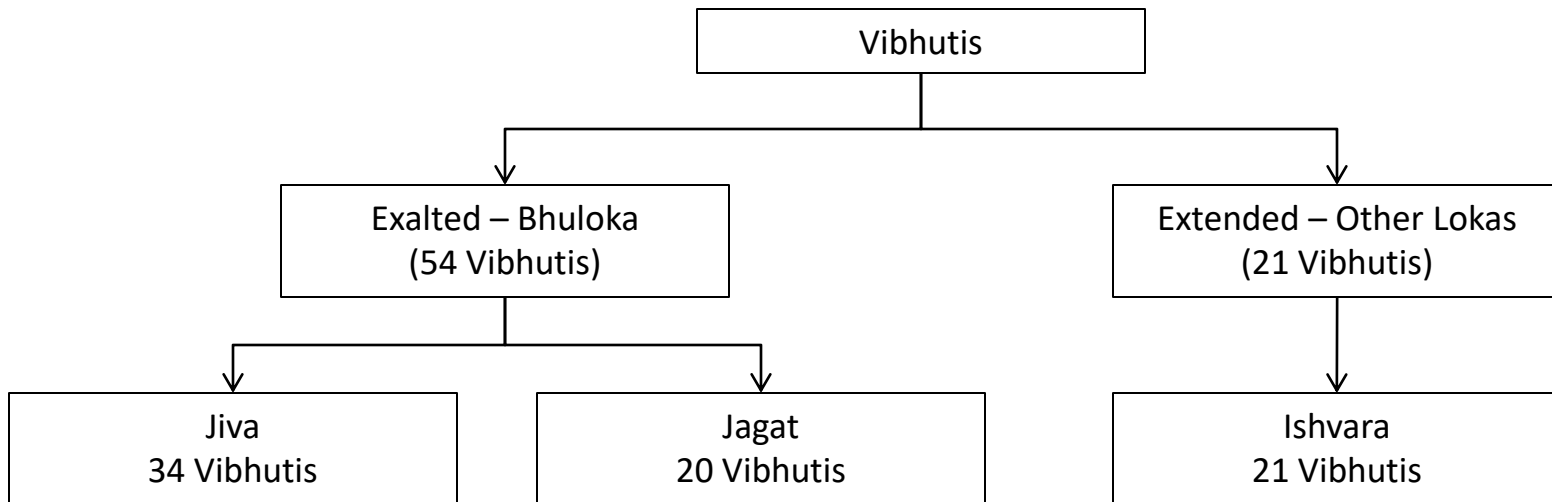 Vibhutis
Exalted – Bhuloka
(54 Vibhutis)
Extended – Other Lokas
(21 Vibhutis)
Jiva
34 Vibhutis
Jagat
20 Vibhutis
Ishvara
21 Vibhutis